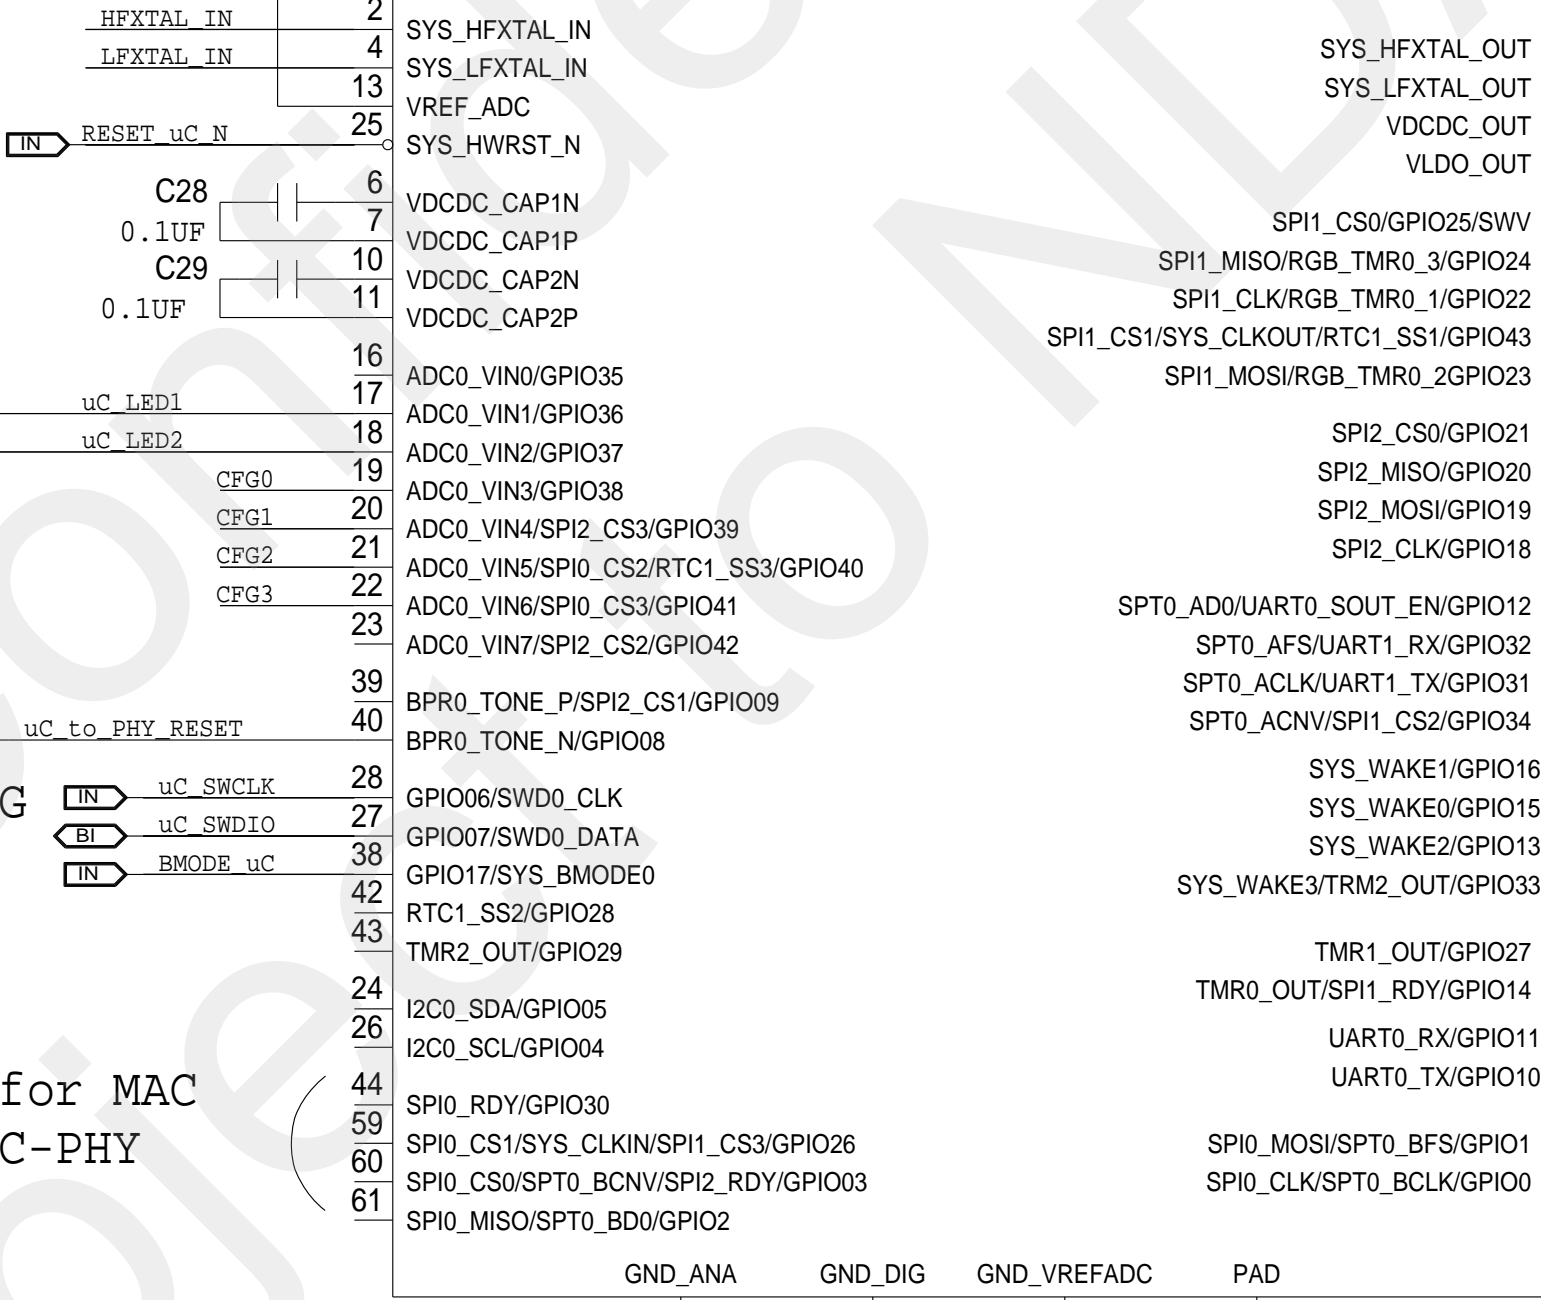 HFXTAL_IN 2 SYS_HFXTAL_IN
SYS_HFXTAL_OUT
LFXTAL_IN 4 SYS_LFXTAL_IN
SYS_LFXTAL_OUT
13 VREF_ADC
VDCDC_OUT
IN RESET_uC_N 25 SYS_HWRST_N
VLDO_OUT
C28 6 VDCDC_CAP1N
0.1UF 7 VDCDC_CAP1P
SPI1_CS0/GPIO25/SWV
C29 10 VDCDC_CAP2N
SPI1_MISO/RGB_TMR0_3/GPIO24
0.1UF 11 VDCDC_CAP2P
SPI1_CLK/RGB_TMR0_1/GPIO22
SPI1_CS1/SYS_CLKOUT/RTC1_SS1/GPIO43
16 ADC0_VIN0/GPIO35
SPI1_MOSI/RGB_TMR0_2GPIO23
uC_LED1 17 ADC0_VIN1/GPIO36
uC_LED2 18 ADC0_VIN2/GPIO37
SPI2_CS0/GPIO21
CFG0 19 ADC0_VIN3/GPIO38
SPI2_MISO/GPIO20
CFG1 20 ADC0_VIN4/SPI2_CS3/GPIO39
SPI2_MOSI/GPIO19
CFG2 21 ADC0_VIN5/SPI0_CS2/RTC1_SS3/GPIO40
SPI2_CLK/GPIO18
CFG3 22 ADC0_VIN6/SPI0_CS3/GPIO41
SPT0_AD0/UART0_SOUT_EN/GPIO12
23 ADC0_VIN7/SPI2_CS2/GPIO42
SPT0_AFS/UART1_RX/GPIO32
39 BPR0_TONE_P/SPI2_CS1/GPIO09
SPT0_ACLK/UART1_TX/GPIO31
uC_to_PHY_RESET 40 BPR0_TONE_N/GPIO08
SPT0_ACNV/SPI1_CS2/GPIO34
G IN uC_SWCLK 28 GPIO06/SWD0_CLK
SYS_WAKE1/GPIO16
BI uC_SWDIO 27 GPIO07/SWD0_DATA
SYS_WAKE0/GPIO15
IN BMODE_uC 38 GPIO17/SYS_BMODE0
SYS_WAKE2/GPIO13
42 RTC1_SS2/GPIO28
SYS_WAKE3/TRM2_OUT/GPIO33
43 TMR2_OUT/GPIO29
TMR1_OUT/GPIO27
24 I2C0_SDA/GPIO05
TMR0_OUT/SPI1_RDY/GPIO14
26 I2C0_SCL/GPIO04
UART0_RX/GPIO11
for MAC 44 SPI0_RDY/GPIO30
UART0_TX/GPIO10
C-PHY 59 SPI0_CS1/SYS_CLKIN/SPI1_CS3/GPIO26
SPI0_MOSI/SPT0_BFS/GPIO1
60 SPI0_CS0/SPT0_BCNV/SPI2_RDY/GPIO03
SPI0_CLK/SPT0_BCLK/GPIO0
61 SPI0_MISO/SPT0_BD0/GPIO2
GND_ANA GND_DIG GND_VREFADC PAD